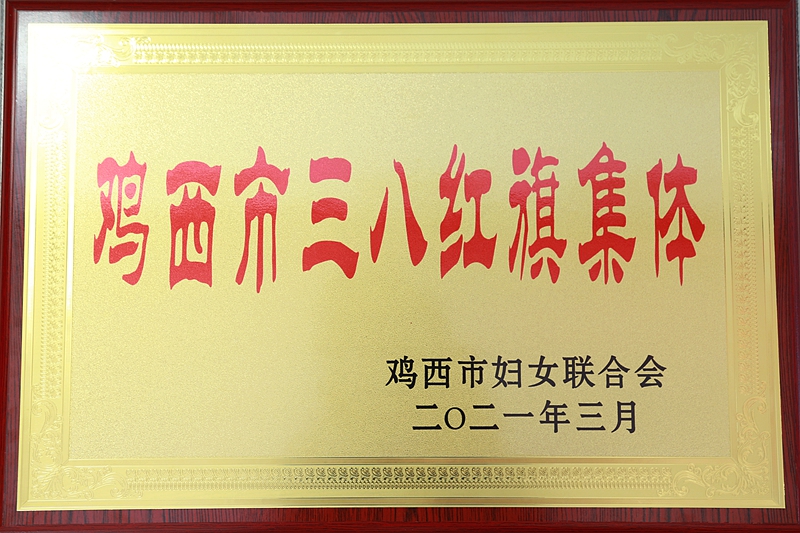 鸡西市三八红旗集体
鸡西市妇女联合会
二〇二一年三月